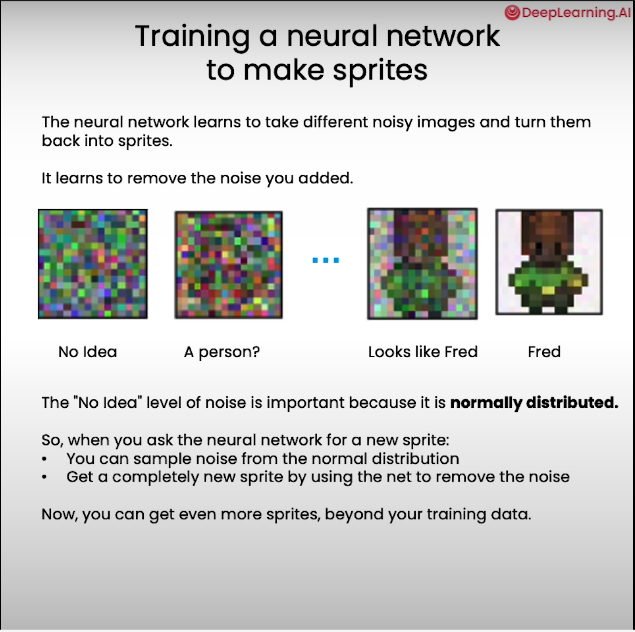 DeepLearning.AI
Training a neural network
to make sprites
The neural network learns to take different noisy images and turn them
back into sprites.
It learns to remove the noise you added.
...
No Idea
A person?
Looks like Fred
Fred
The "No Idea" level of noise is important because it is normally distributed.
So, when you ask the neural network for a new sprite:
• You can sample noise from the normal distribution
• Get a completely new sprite by using the net to remove the noise
Now, you can get even more sprites, beyond your training data.